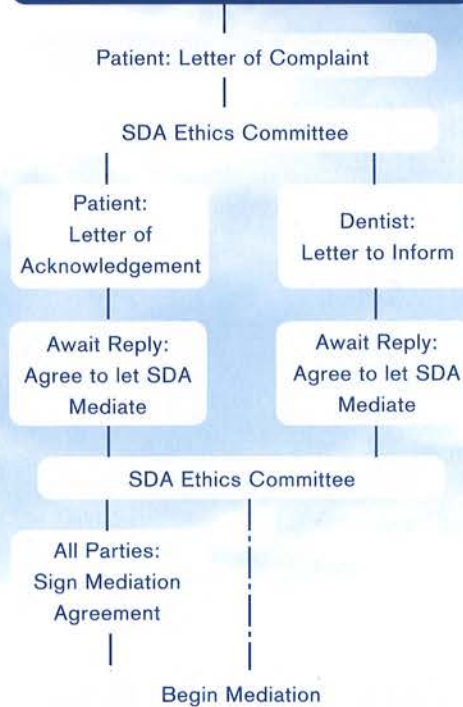 Patient: Letter of Complaint
SDA Ethics Committee
Patient:
Letter of
Acknowledgement
Dentist:
Letter to Inform
Await Reply:
Agree to let SDA
Mediate
Await Reply:
Agree to let SDA
Mediate
SDA Ethics Committee
All Parties:
Sign Mediation
Agreement
Begin Mediation